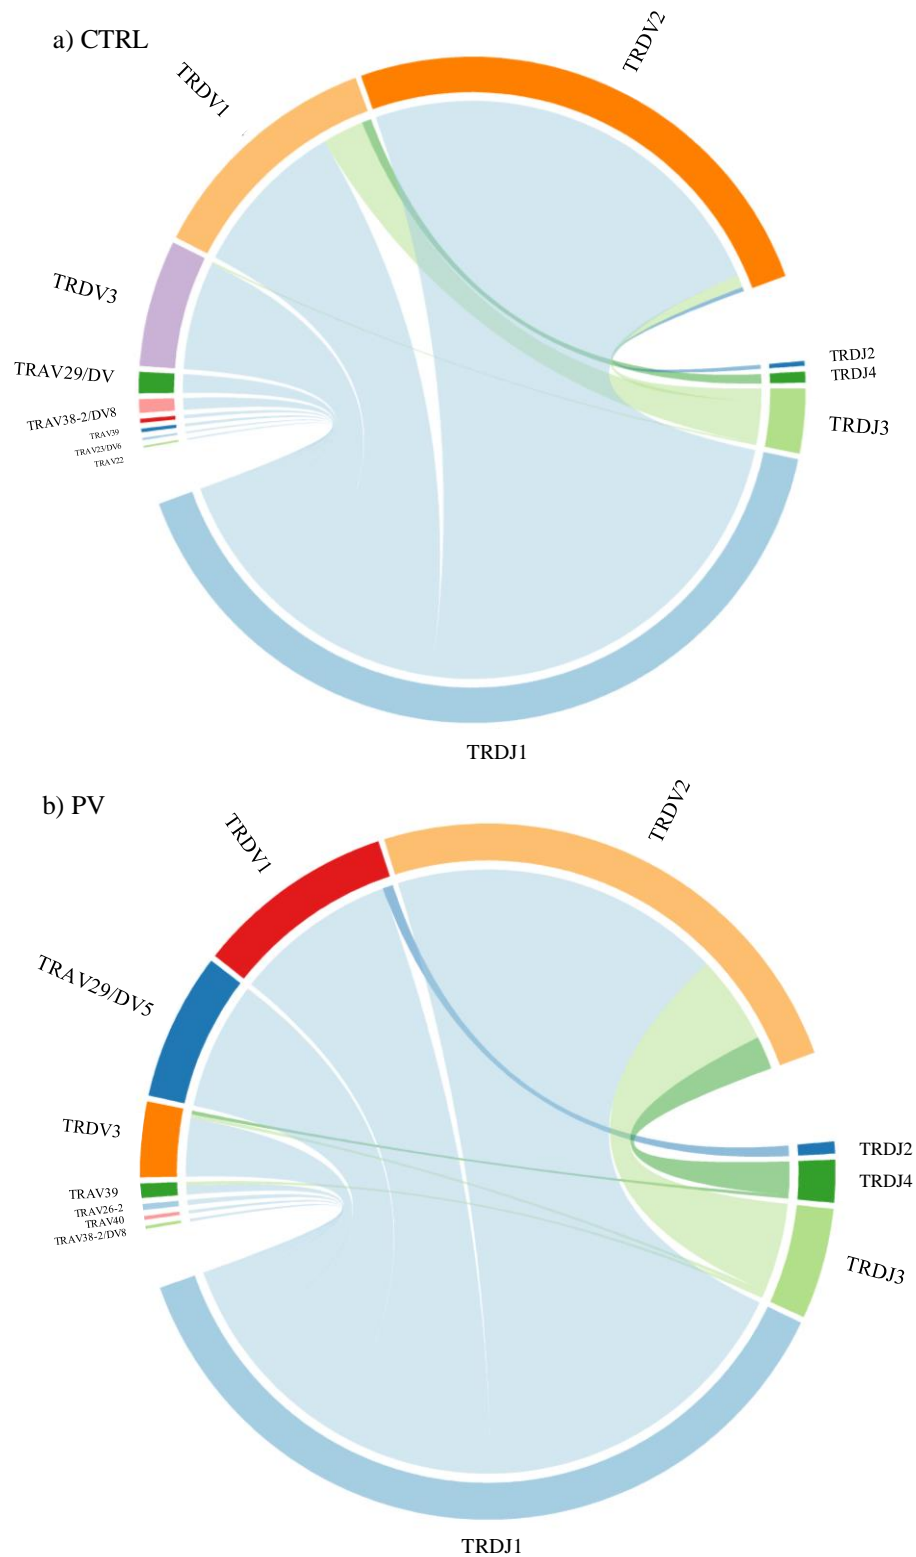 a) CTRL
TRDV2
TRDV1
TRDV3
TRAV29/DV
TRAV38-2/DV8
TRAV39
TRAV23/DV6
TRAV22
TRDJ2
TRDJ4
TRDJ3
TRDJ1
b) PV
TRDV2
TRDV1
TRAV29/DV5
TRDV3
TRAV39
TRAV26-2
TRAV40
TRAV38-2/DV8
TRDJ2
TRDJ4
TRDJ3
TRDJ1